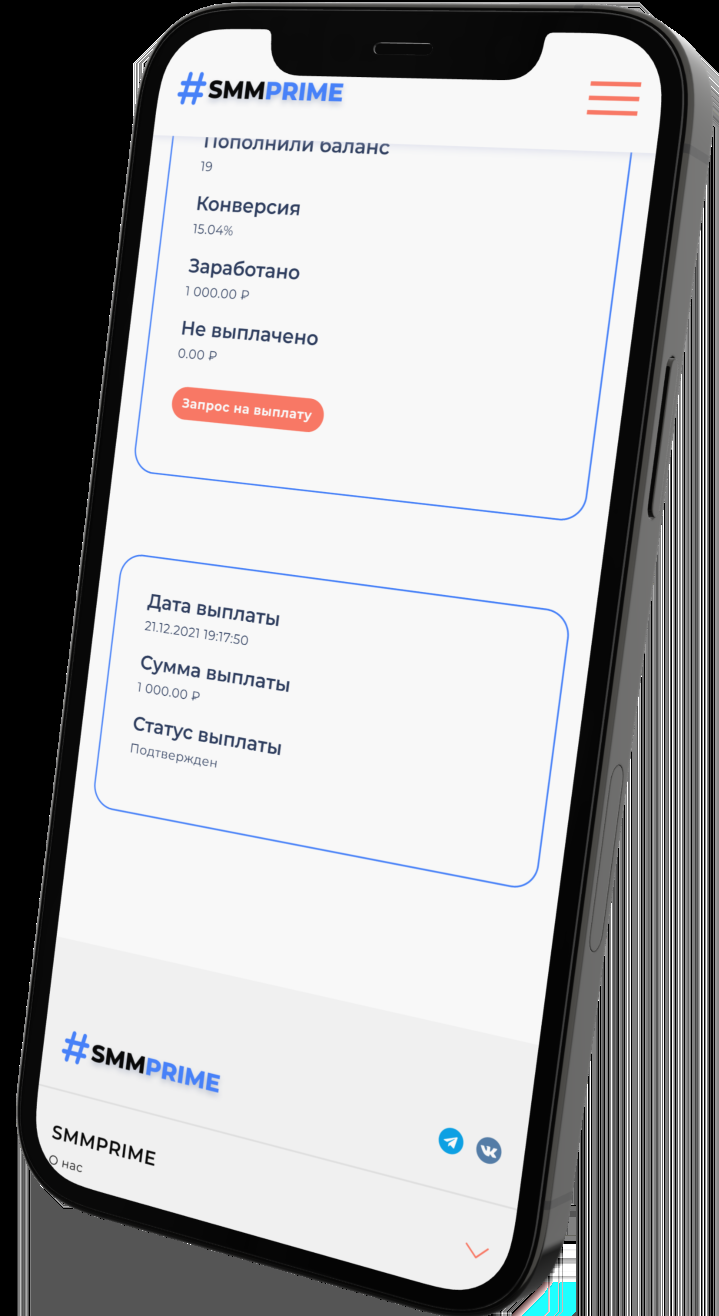 #SMMPRIME
Пополнили баланс
19
Конверсия
15.04%
Заработано
1 000.00 ₽
Не выплачено
0.00 ₽
Запрос на выплату
Дата выплаты
21.12.2021 19:17:50
Сумма выплаты
1 000.00 ₽
Статус выплаты
Подтвержден
#SMMPRIME
SMMPRIME
О нас